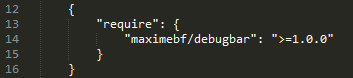 12 {
13 "require": {
14 "maximebf/debugbar": ">=1.0.0"
15 }
16 }